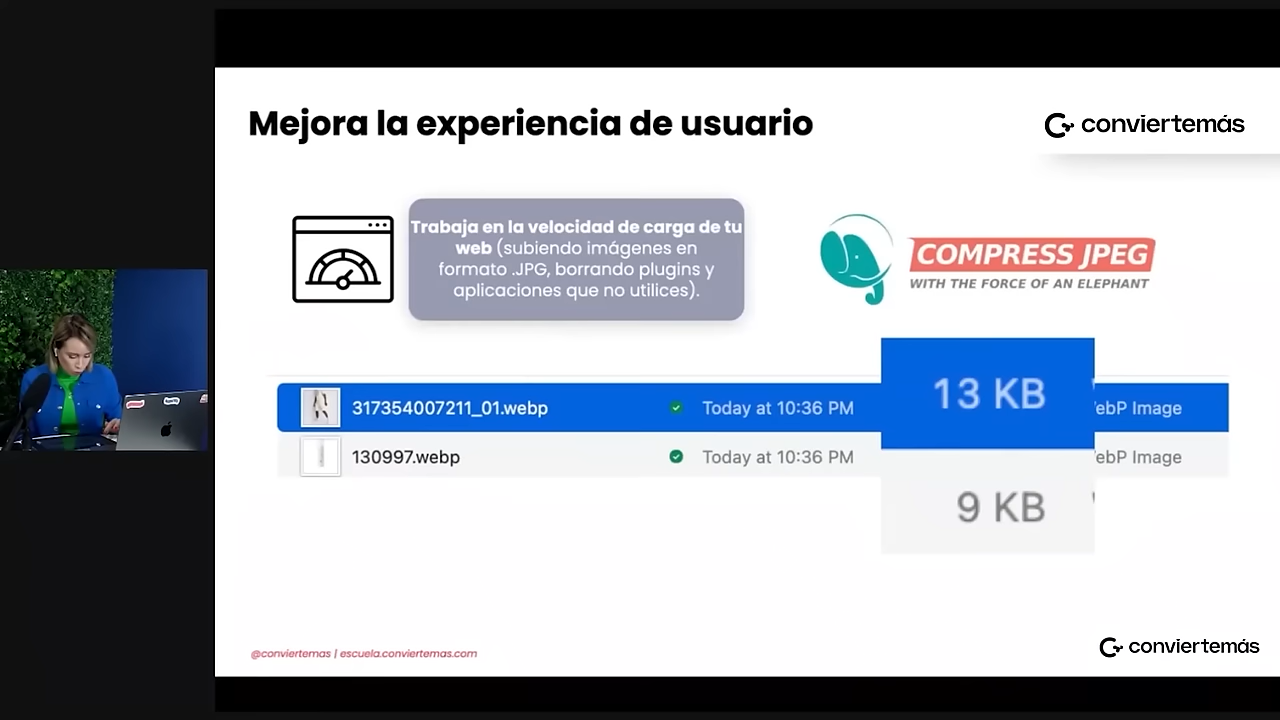 Mejora la experiencia de usuario
conviertemás
Trabaja en la velocidad de carga de tu
web (subiendo imágenes en
formato .JPG, borrando plugins y
aplicaciones que no utilices).
COMPRESS JPEG
WITH THE FORCE OF AN ELEPHANT
317354007211_01.webp Today at 10:36 PM 13 KB ebP Image
130997.webp Today at 10:36 PM 9 KB ebP Image
@conviertemas | escuela.conviertemas.com
conviertemás